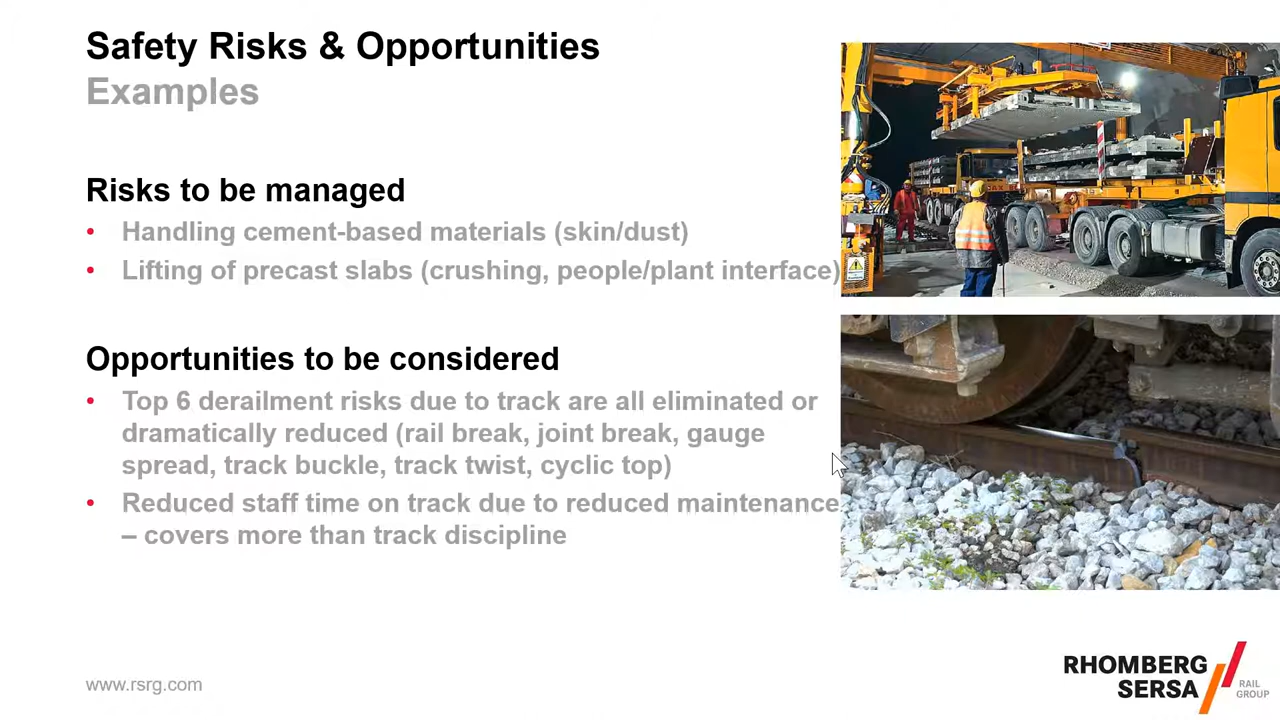 Safety Risks & Opportunities
Examples
Risks to be managed
• Handling cement-based materials (skin/dust)
• Lifting of precast slabs (crushing, people/plant interface)
Opportunities to be considered
• Top 6 derailment risks due to track are all eliminated or
dramatically reduced (rail break, joint break, gauge
spread, track buckle, track twist, cyclic top)
• Reduced staff time on track due to reduced maintenance
– covers more than track discipline
www.rsrg.com
RHOMBERG
SERSA
RAIL
GROUP